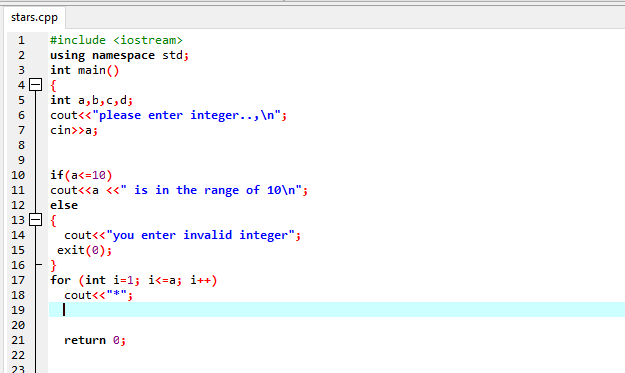 stars.cpp
1 #include <iostream>
2 using namespace std;
3 int main()
4 {
5 int a,b,c,d;
6 cout<<"please enter integer..,\n";
7 cin>>a;
8
9
10 if(a<=10)
11 cout<<a <<" is in the range of 10\n";
12 else
13 {
14 cout<<"you enter invalid integer";
15 exit(0);
16 }
17 for (int i=1; i<=a; i++)
18 cout<<"*";
19
20
21 return 0;
22
23